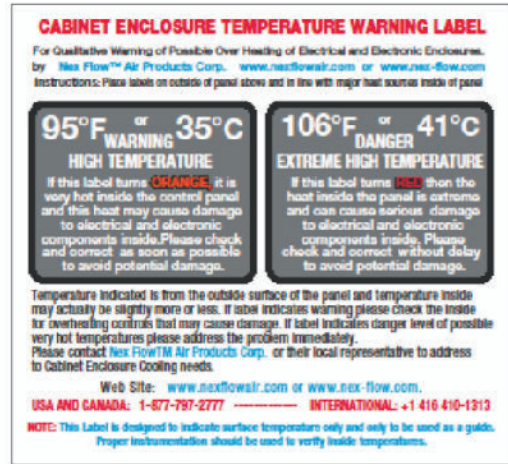 CABINET ENCLOSURE TEMPERATURE WARNING LABEL
For Qualitative Warning of Possible Over Heating of Electrical and Electronic Enclosures.
by Nex Flow™ Air Products Corp. www.nexflowair.com or www.nex-flow.com
Instructions: Place labels on outside of panel above and in line with major heat sources inside of panel
95°F or 35°C
WARNING
HIGH TEMPERATURE
If this label turns ORANGE, it is
very hot inside the control panel
and this heat may cause damage
to electrical and electronic
components inside.Please check
and correct as soon as possible
to avoid potential damage.
106°F or 41°C
DANGER
EXTREME HIGH TEMPERATURE
If this label turns RED then the
heat inside the panel is extreme
and can cause serious damage
to electrical and electronic
components inside. Please
check and correct without delay
to avoid potential damage.
Temperature indicated is from the outside surface of the panel and temperature inside
may actually be slightly more or less. If label indicates warning please check the inside
for overheating controls that may cause damage. If label indicates danger level of possible
very hot temperatures please address the problem immediately.
Please contact Nex FlowTM Air Products Corp. or their local representative to address
to Cabinet Enclosure Cooling needs.
Web Site: www.nexflowair.com or www.nex-flow.com.
USA AND CANADA: 1-877-797-2777 -------------- INTERNATIONAL: +1 416 410-1313
NOTE: This Label is designed to indicate surface temperature only and only to be used as a guide.
Proper instrumentation should be used to verify inside temperatures.